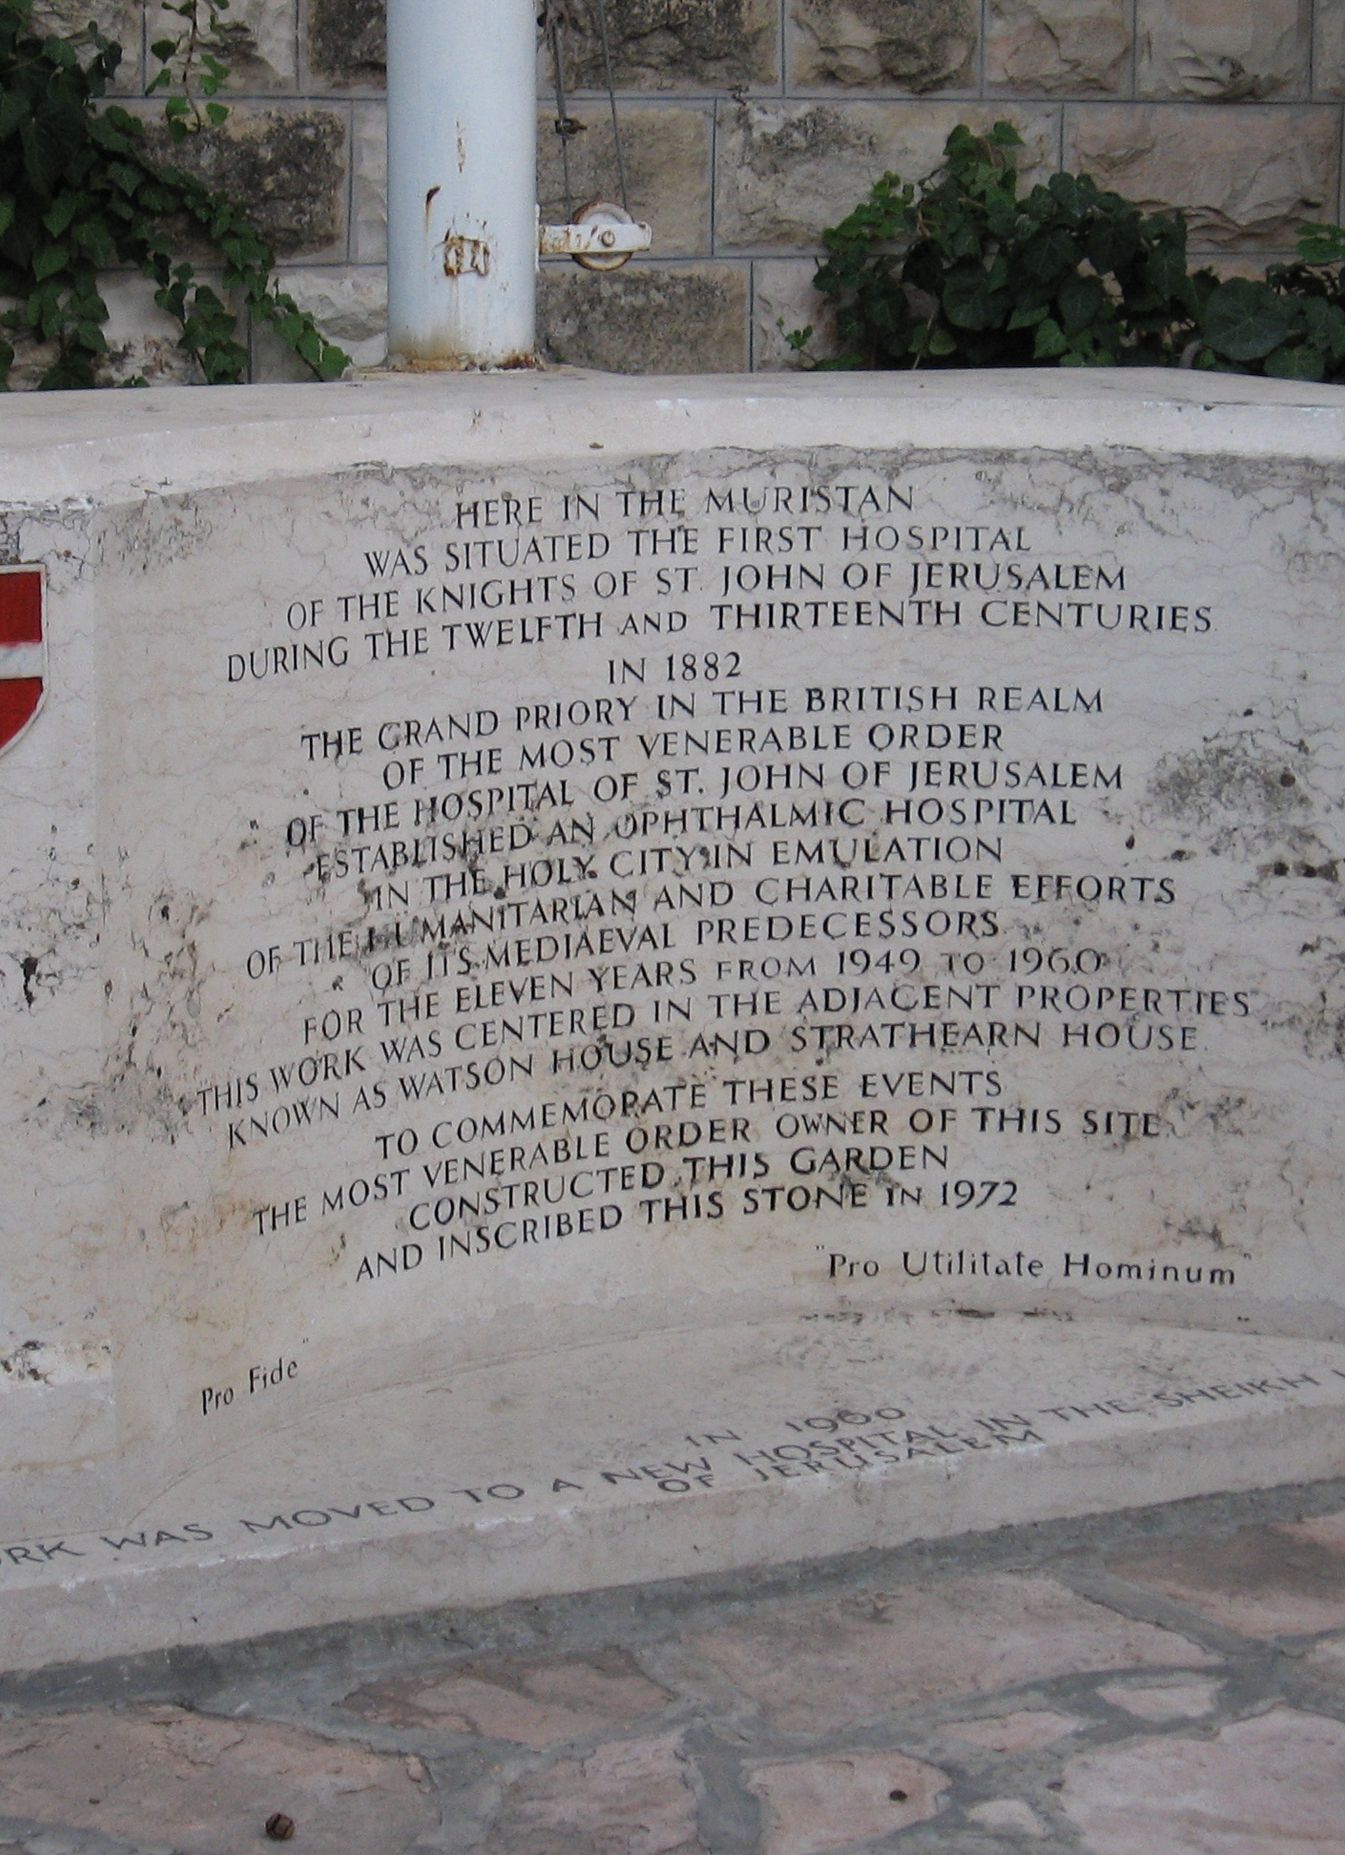 HERE IN THE MURISTAN
WAS SITUATED THE FIRST HOSPITAL
OF THE KNIGHTS OF ST. JOHN OF JERUSALEM
DURING THE TWELFTH AND THIRTEENTH CENTURIES
IN 1882
THE GRAND PRIORY IN THE BRITISH REALM
OF THE MOST VENERABLE ORDER
OF THE HOSPITAL OF ST. JOHN OF JERUSALEM
ESTABLISHED AN OPHTHALMIC HOSPITAL
IN THE HOLY CITY IN EMULATION
OF THE HUMANITARIAN AND CHARITABLE EFFORTS
OF ITS MEDIAEVAL PREDECESSORS
FOR THE ELEVEN YEARS FROM 1949 TO 1960
THIS WORK WAS CENTERED IN THE ADJACENT PROPERTIES
KNOWN AS WATSON HOUSE AND STRATHEARN HOUSE
TO COMMEMORATE THESE EVENTS
THE MOST VENERABLE ORDER OWNER OF THIS SITE
CONSTRUCTED THIS GARDEN
AND INSCRIBED THIS STONE IN 1972
"Pro Utilitate Hominum"
Pro Fide"
IN 1960
WAS MOVED TO A NEW HOSPITAL IN THE SHEIKH
OF JERUSALEM